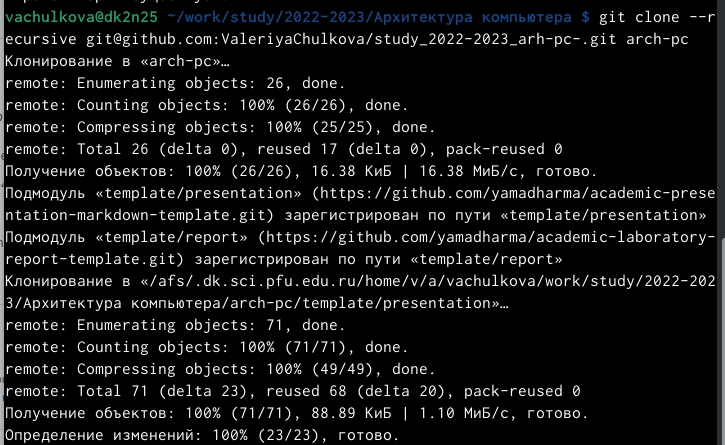 vachulkova@dk2n25 ~/work/study/2022-2023/Архитектура компьютера $ git clone --r
ecursive git@github.com:ValeriyaChulkova/study_2022-2023_arh-pc-.git arch-pc
Клонирование в «arch-pc»…
remote: Enumerating objects: 26, done.
remote: Counting objects: 100% (26/26), done.
remote: Compressing objects: 100% (25/25), done.
remote: Total 26 (delta 0), reused 17 (delta 0), pack-reused 0
Получение объектов: 100% (26/26), 16.38 КиБ | 16.38 МиБ/с, готово.
Подмодуль «template/presentation» (https://github.com/yamadharma/academic-prese
ntation-markdown-template.git) зарегистрирован по пути «template/presentation»
Подмодуль «template/report» (https://github.com/yamadharma/academic-laboratory-
report-template.git) зарегистрирован по пути «template/report»
Клонирование в «/afs/.dk.sci.pfu.edu.ru/home/v/a/vachulkova/work/study/2022-202
3/Архитектура компьютера/arch-pc/template/presentation»…
remote: Enumerating objects: 71, done.
remote: Counting objects: 100% (71/71), done.
remote: Compressing objects: 100% (49/49), done.
remote: Total 71 (delta 23), reused 68 (delta 20), pack-reused 0
Получение объектов: 100% (71/71), 88.89 КиБ | 1.10 МиБ/с, готово.
Определение изменений: 100% (23/23), готово.